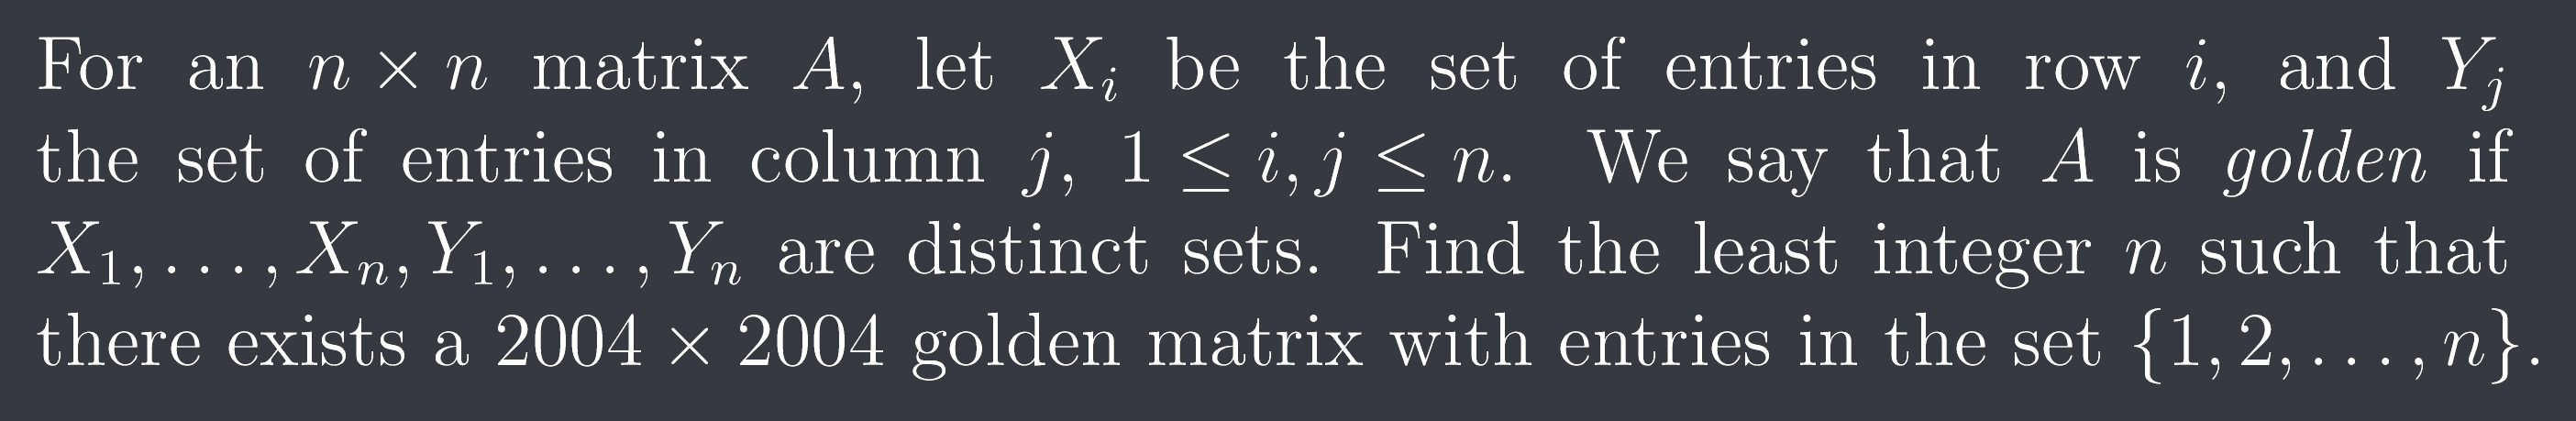 For an n × n matrix A, let X_i be the set of entries in row i, and Y_j
the set of entries in column j, 1 ≤ i, j ≤ n. We say that A is golden if
X_1, . . . , X_n, Y_1, . . . , Y_n are distinct sets. Find the least integer n such that
there exists a 2004 × 2004 golden matrix with entries in the set {1, 2, . . . , n}.